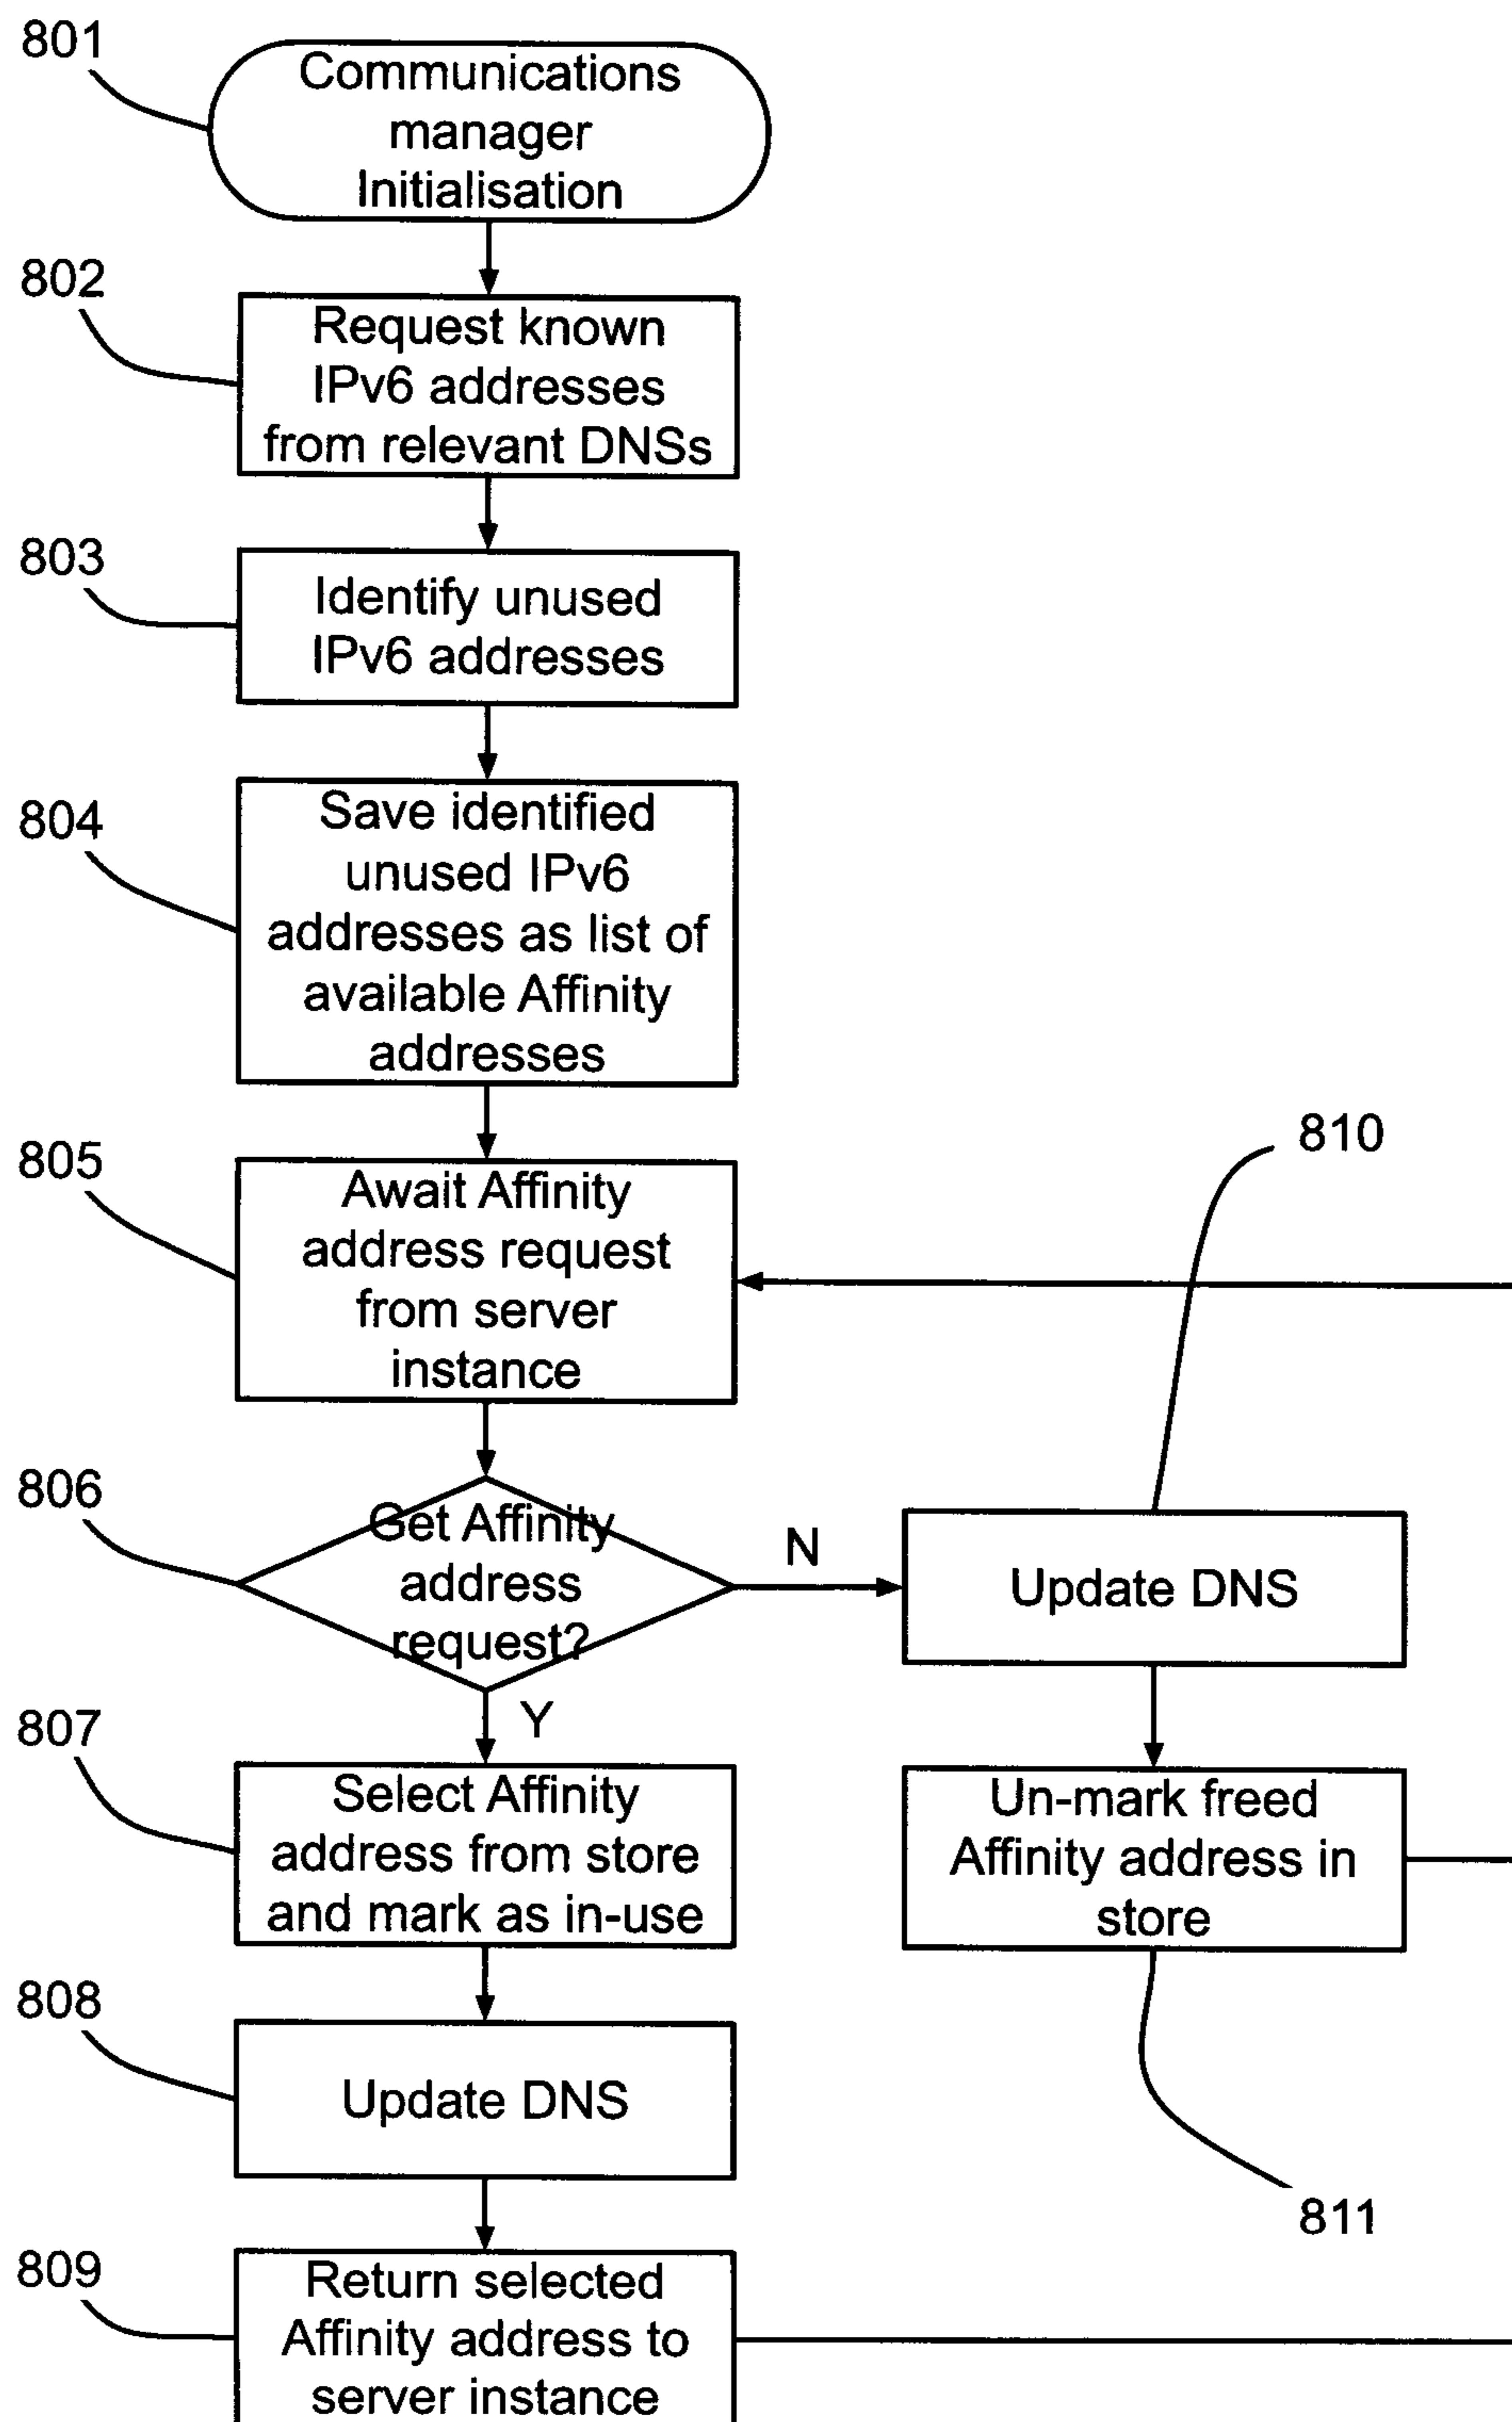 801
Communications
manager
Initialisation
802
Request known
IPv6 addresses
from relevant DNSs
803
Identify unused
IPv6 addresses
804
Save identified
unused IPv6
addresses as list of
available Affinity
addresses
805
Await Affinity
address request
from server
instance
810
806
Get Affinity
address
request?
N
Update DNS
Y
807
Select Affinity
address from store
and mark as in-use
Un-mark freed
Affinity address in
store
808
Update DNS
811
809
Return selected
Affinity address to
server instance